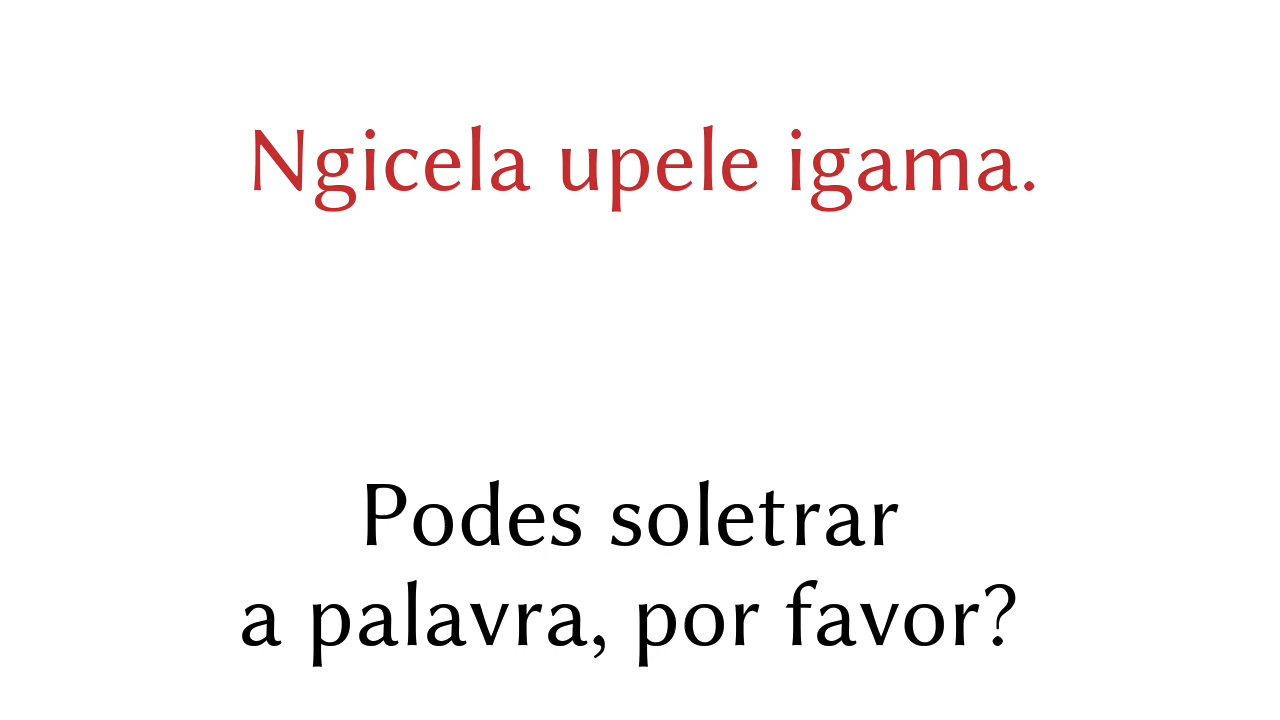 Ngicela upele igama.
Podes soletrar
a palavra, por favor?